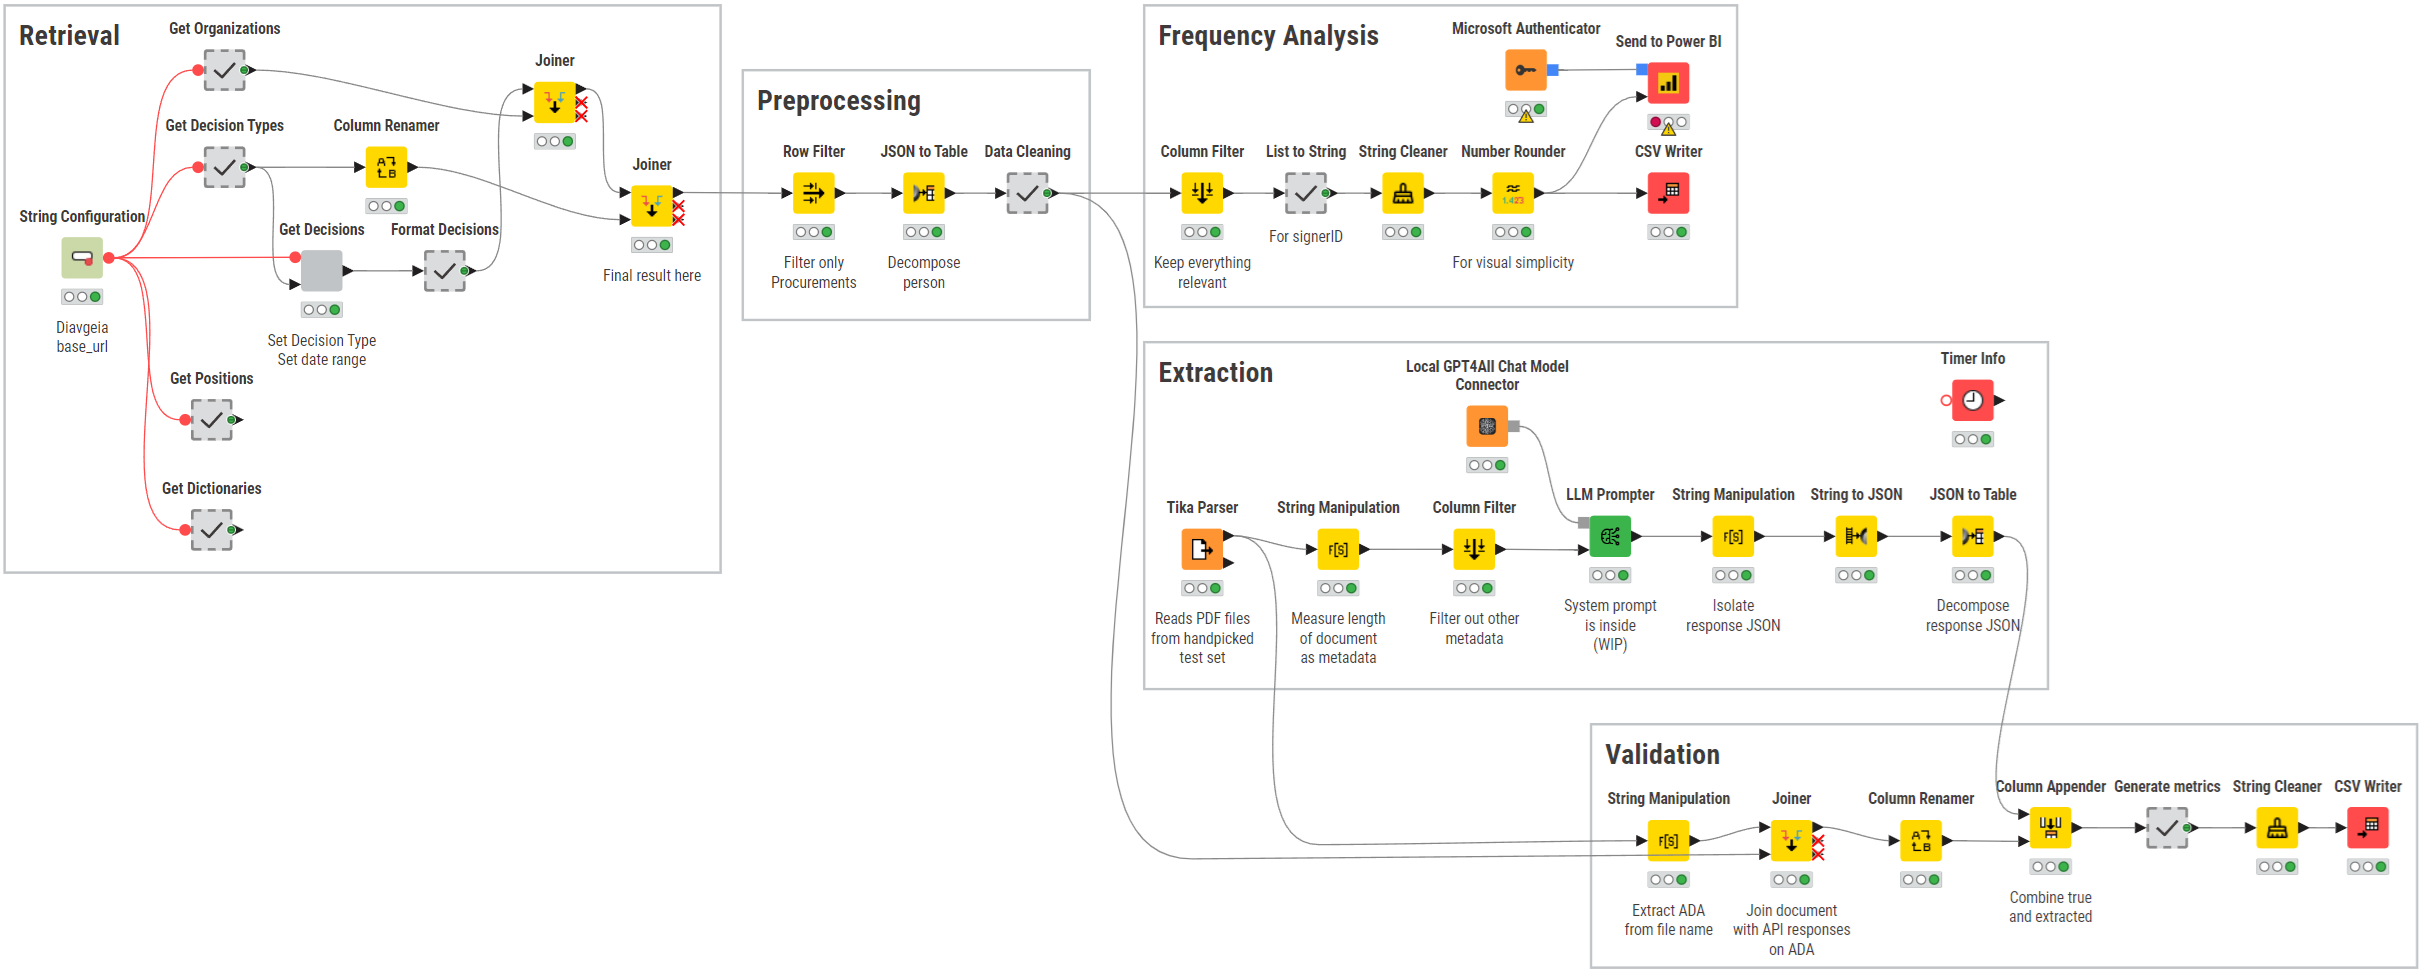 Retrieval
Get Organizations
Joiner
Get Decision Types
Column Renamer
Joiner
String Configuration
Get Decisions
Format Decisions
Final result here
Diavgeia
base_url
Set Decision Type
Set date range
Get Positions
Get Dictionaries
Preprocessing
Row Filter
JSON to Table
Data Cleaning
Filter only
Procurements
Decompose
person
Frequency Analysis
Microsoft Authenticator
Send to Power BI
Column Filter
List to String
String Cleaner
Number Rounder
CSV Writer
1.423
Keep everything
relevant
For signerID
For visual simplicity
Extraction
Local GPT4All Chat Model
Connector
Timer Info
Tika Parser
String Manipulation
Column Filter
LLM Prompter
String Manipulation
String to JSON
JSON to Table
Reads PDF files
from handpicked
test set
Measure length
of document
as metadata
Filter out other
metadata
System prompt
is inside
(WIP)
Isolate
response JSON
Decompose
response JSON
Validation
String Manipulation
Joiner
Column Renamer
Column Appender
Generate metrics
String Cleaner
CSV Writer
Extract ADA
from file name
Join document
with API responses
on ADA
Combine true
and extracted